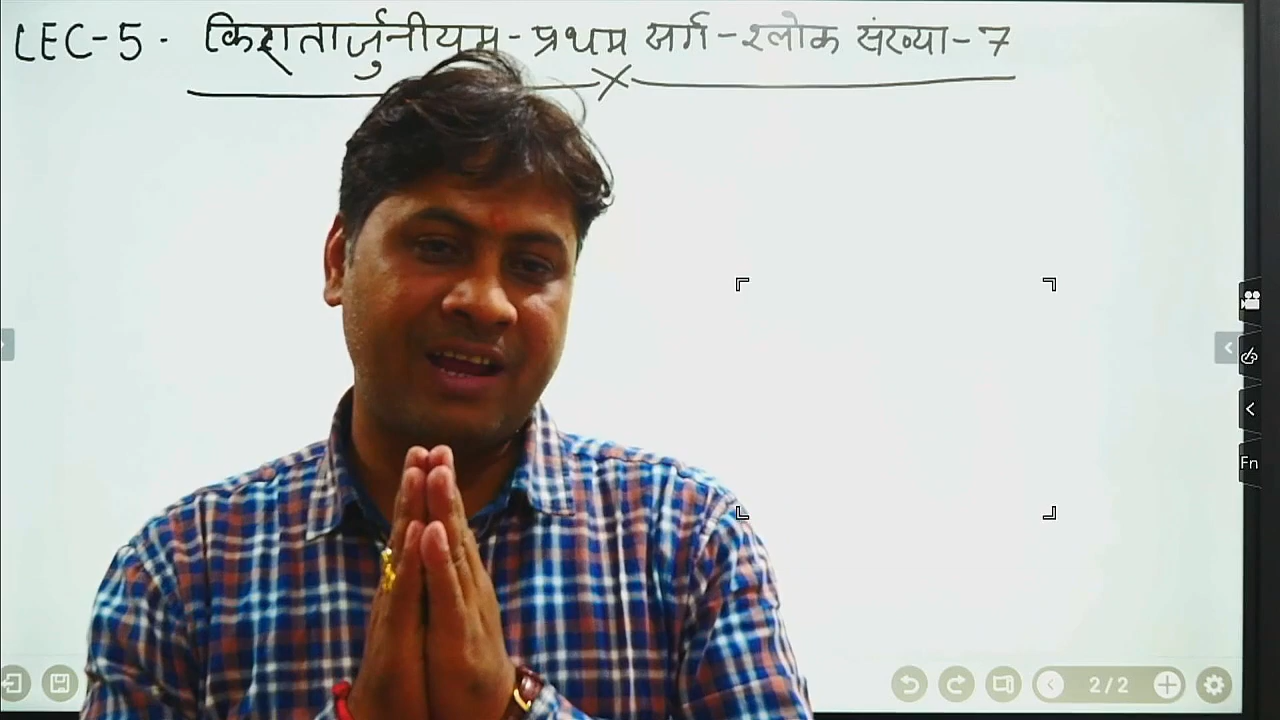 LEC-5. किरातार्जुनीयम - प्रथम सर्ग - श्लोक संख्या - 7
Fn
2/2